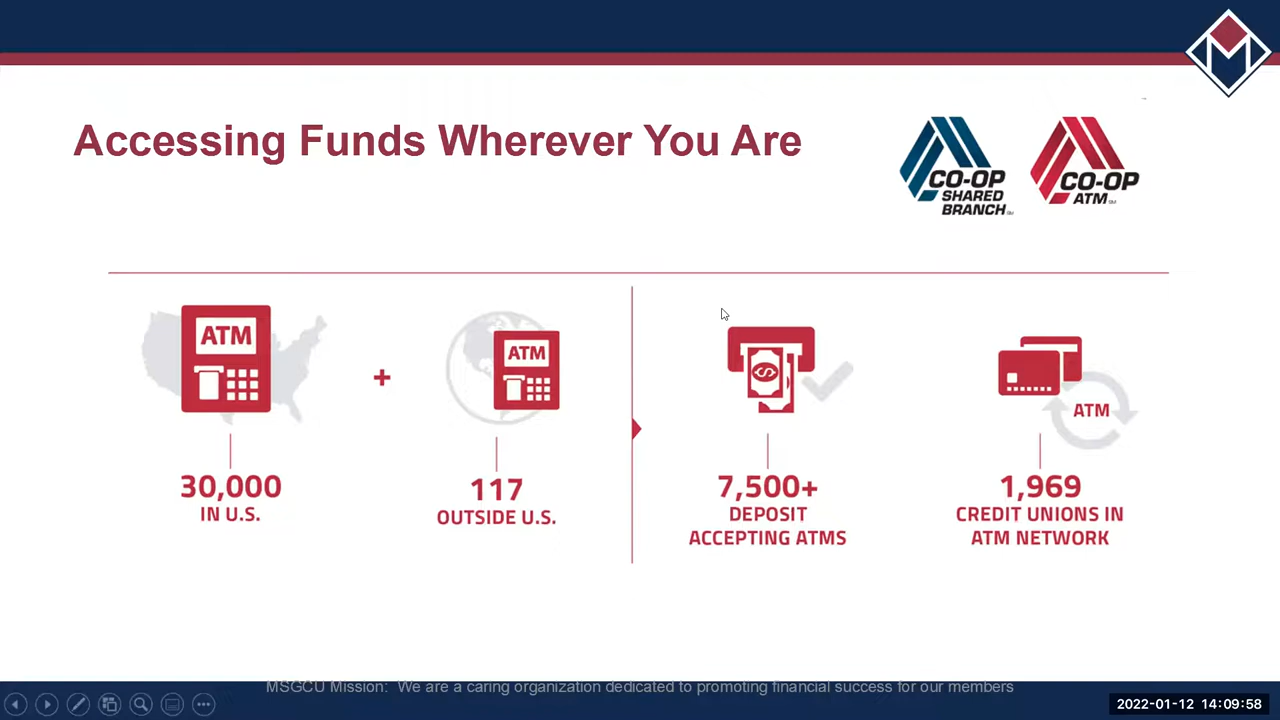 Accessing Funds Wherever You Are
CO-OP
SHARED
BRANCH
CO-OP
ATM
ATM
ATM
ATM
+
30,000
IN U.S.
117
OUTSIDE U.S.
7,500+
DEPOSIT
ACCEPTING ATMS
1,969
CREDIT UNIONS IN
ATM NETWORK
MSGCU Mission: We are a caring organization dedicated to promoting financial success for our members
2022-01-12 14:09:58